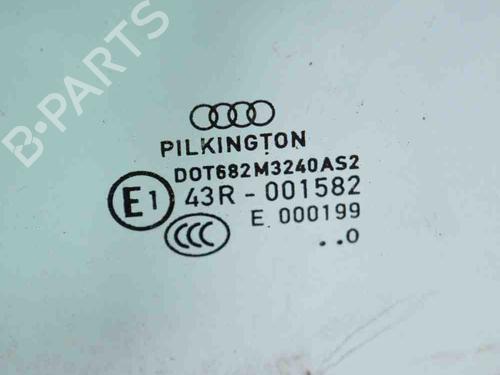 B-PARTS
PILKINGTON
DOT682M3240AS2
E1 43R - 001582
E 000199
CCC
..0